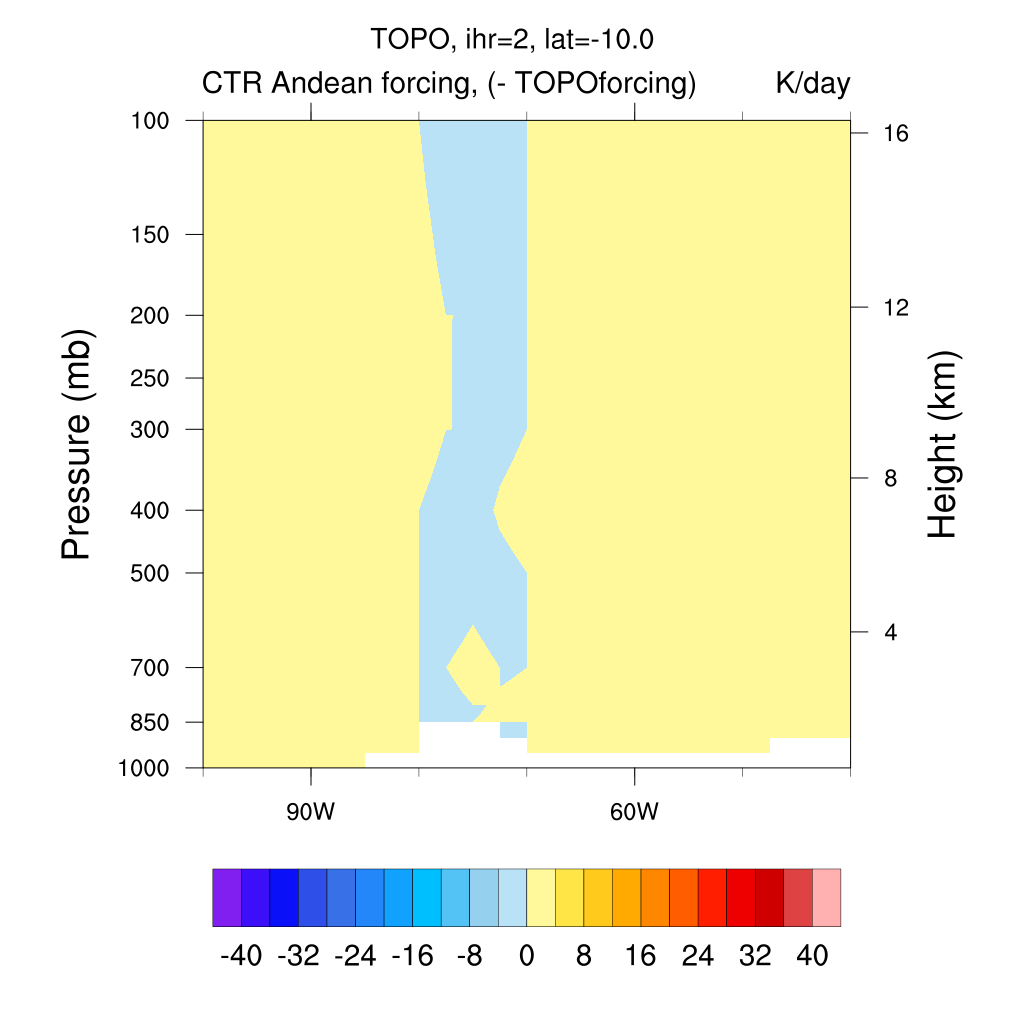 TOPO, ihr=2, lat=-10.0
CTR Andean forcing, (- TOPOforcing) K/day
100
150
200
250
300
400
500
700
850
1000
Pressure (mb)
16
12
8
4
Height (km)
90W 60W
-40 -32 -24 -16 -8 0 8 16 24 32 40